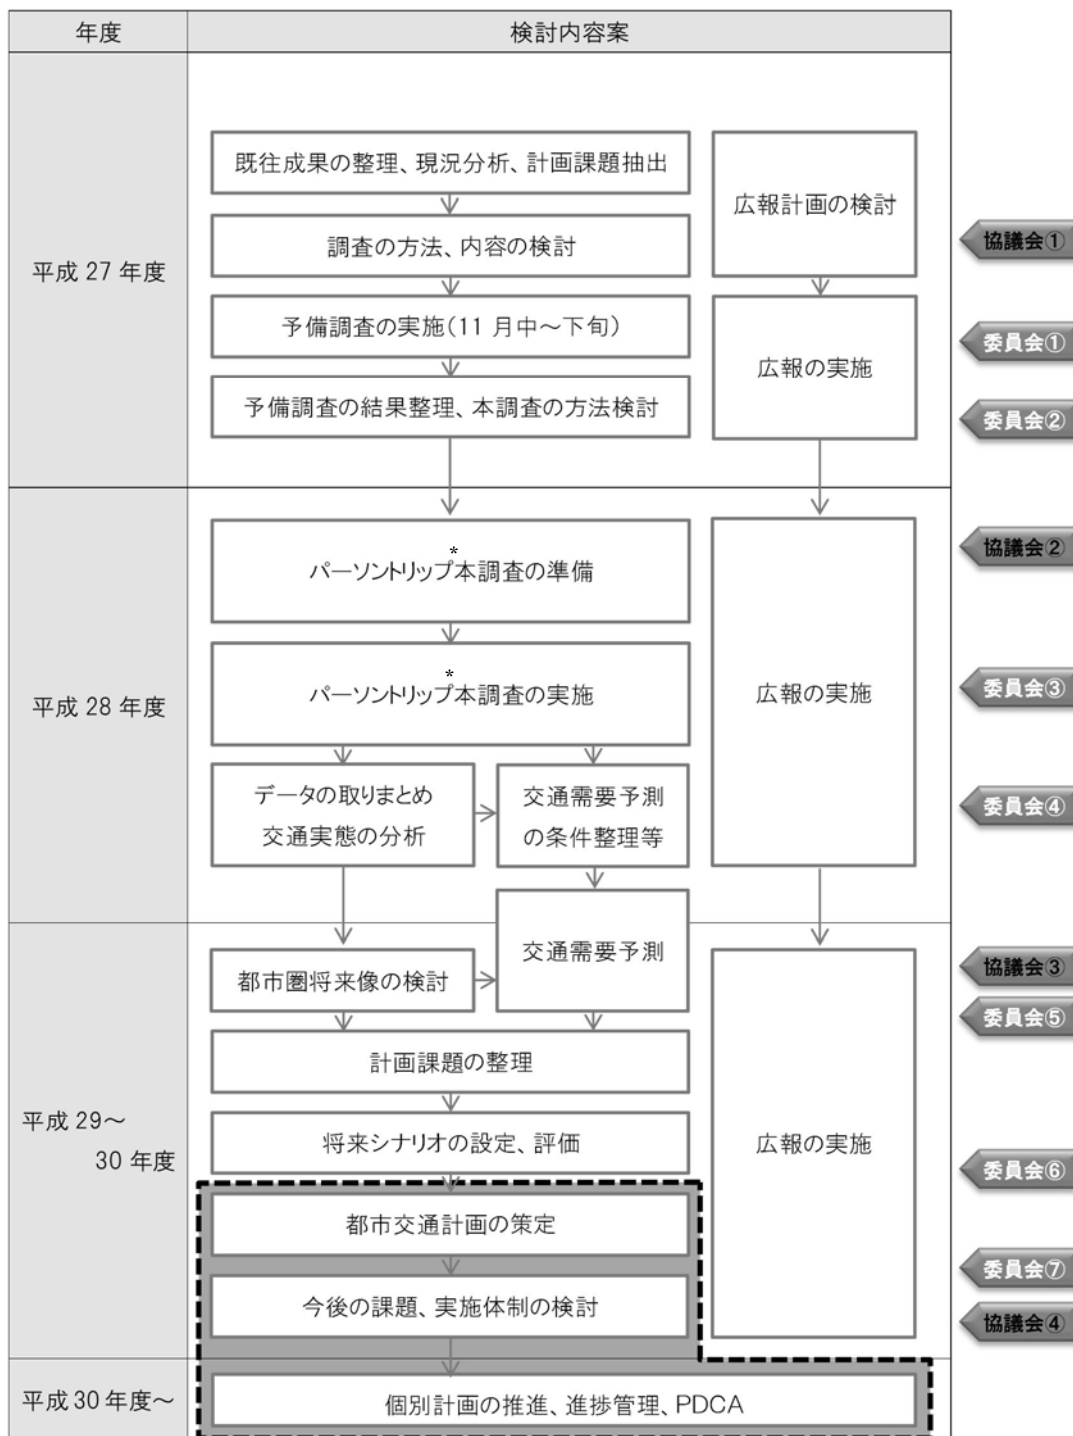 年度
検討内容案
平成 27 年度
既往成果の整理、現況分析、計画課題抽出
調査の方法、内容の検討
予備調査の実施(11 月中～下旬)
予備調査の結果整理、本調査の方法検討
広報計画の検討
広報の実施
協議会①
委員会①
委員会②
平成 28 年度
パーソントリップ*本調査の準備
パーソントリップ*本調査の実施
データの取りまとめ
交通実態の分析
交通需要予測
の条件整理等
広報の実施
協議会②
委員会③
委員会④
平成 29～
30 年度
都市圏将来像の検討
交通需要予測
計画課題の整理
将来シナリオの設定、評価
都市交通計画の策定
今後の課題、実施体制の検討
広報の実施
協議会③
委員会⑤
委員会⑥
委員会⑦
協議会④
平成 30 年度～
個別計画の推進、進捗管理、PDCA